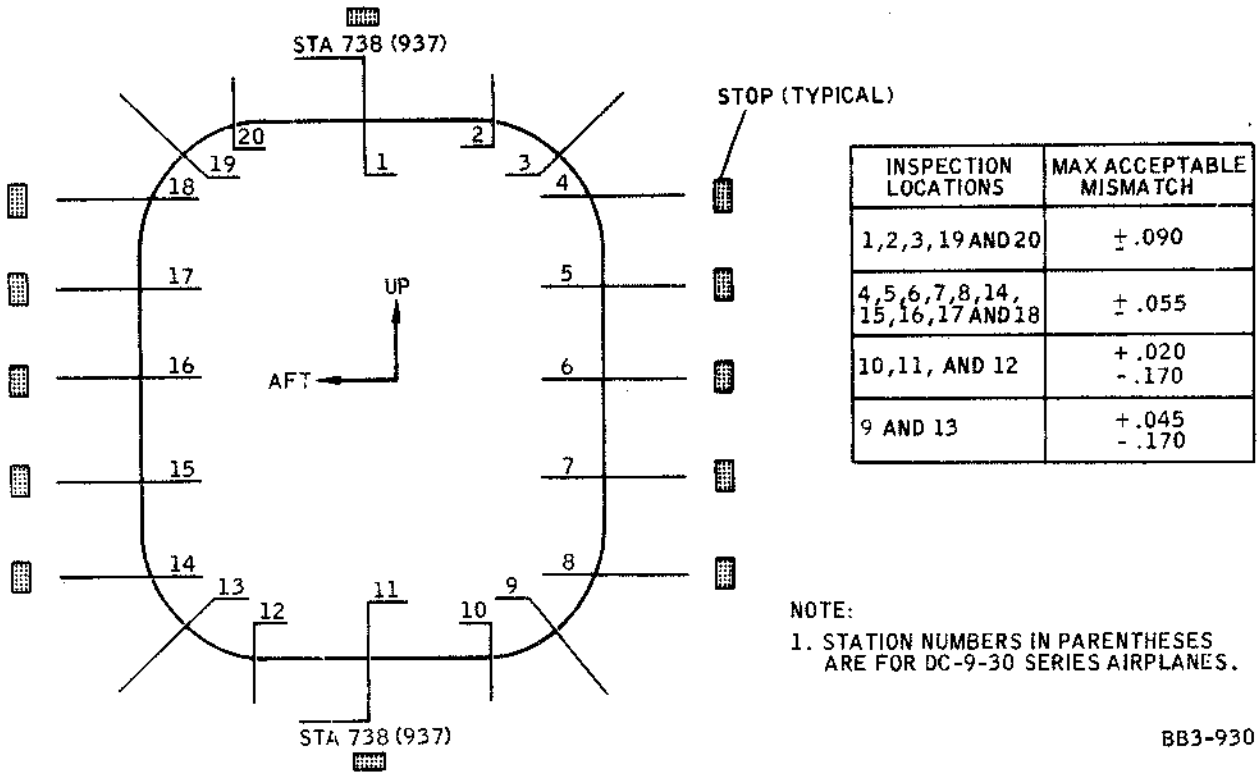 STA 738 (937)
STOP (TYPICAL)
20
2
19
1
3
18
4
17
5
UP
16
AFT
6
15
7
14
8
13
12
11
10
9
STA 738 (937)
INSPECTION LOCATIONS
MAX ACCEPTABLE MISMATCH
1,2,3,19 AND 20
± .090
4,5,6,7,8,14,
15,16,17 AND 18
± .055
10,11, AND 12
+ .020
- .170
9 AND 13
+ .045
- .170
NOTE:
1. STATION NUMBERS IN PARENTHESES
ARE FOR DC-9-30 SERIES AIRPLANES.
BB3-930